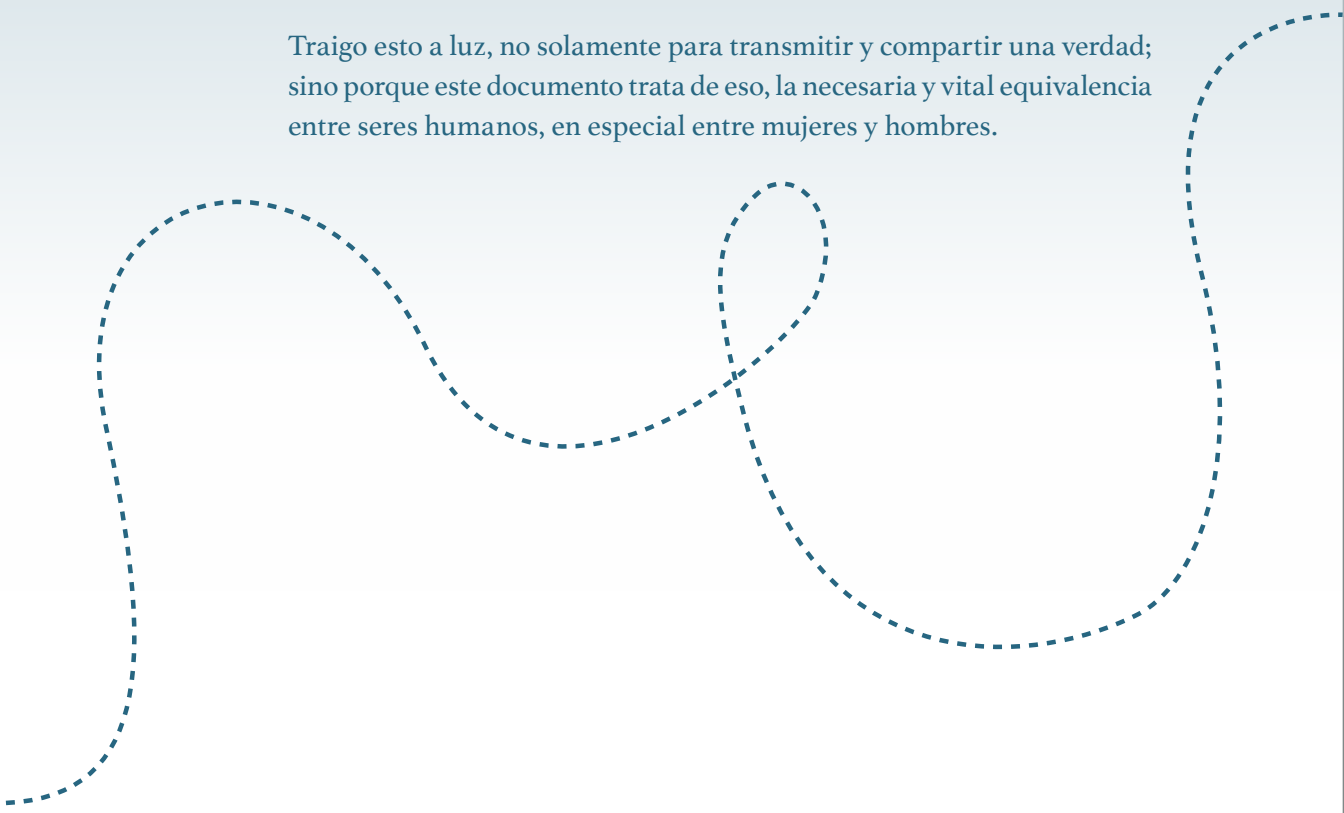 Traigo esto a luz, no solamente para transmitir y compartir una verdad;
sino porque este documento trata de eso, la necesaria y vital equivalencia
entre seres humanos, en especial entre mujeres y hombres.